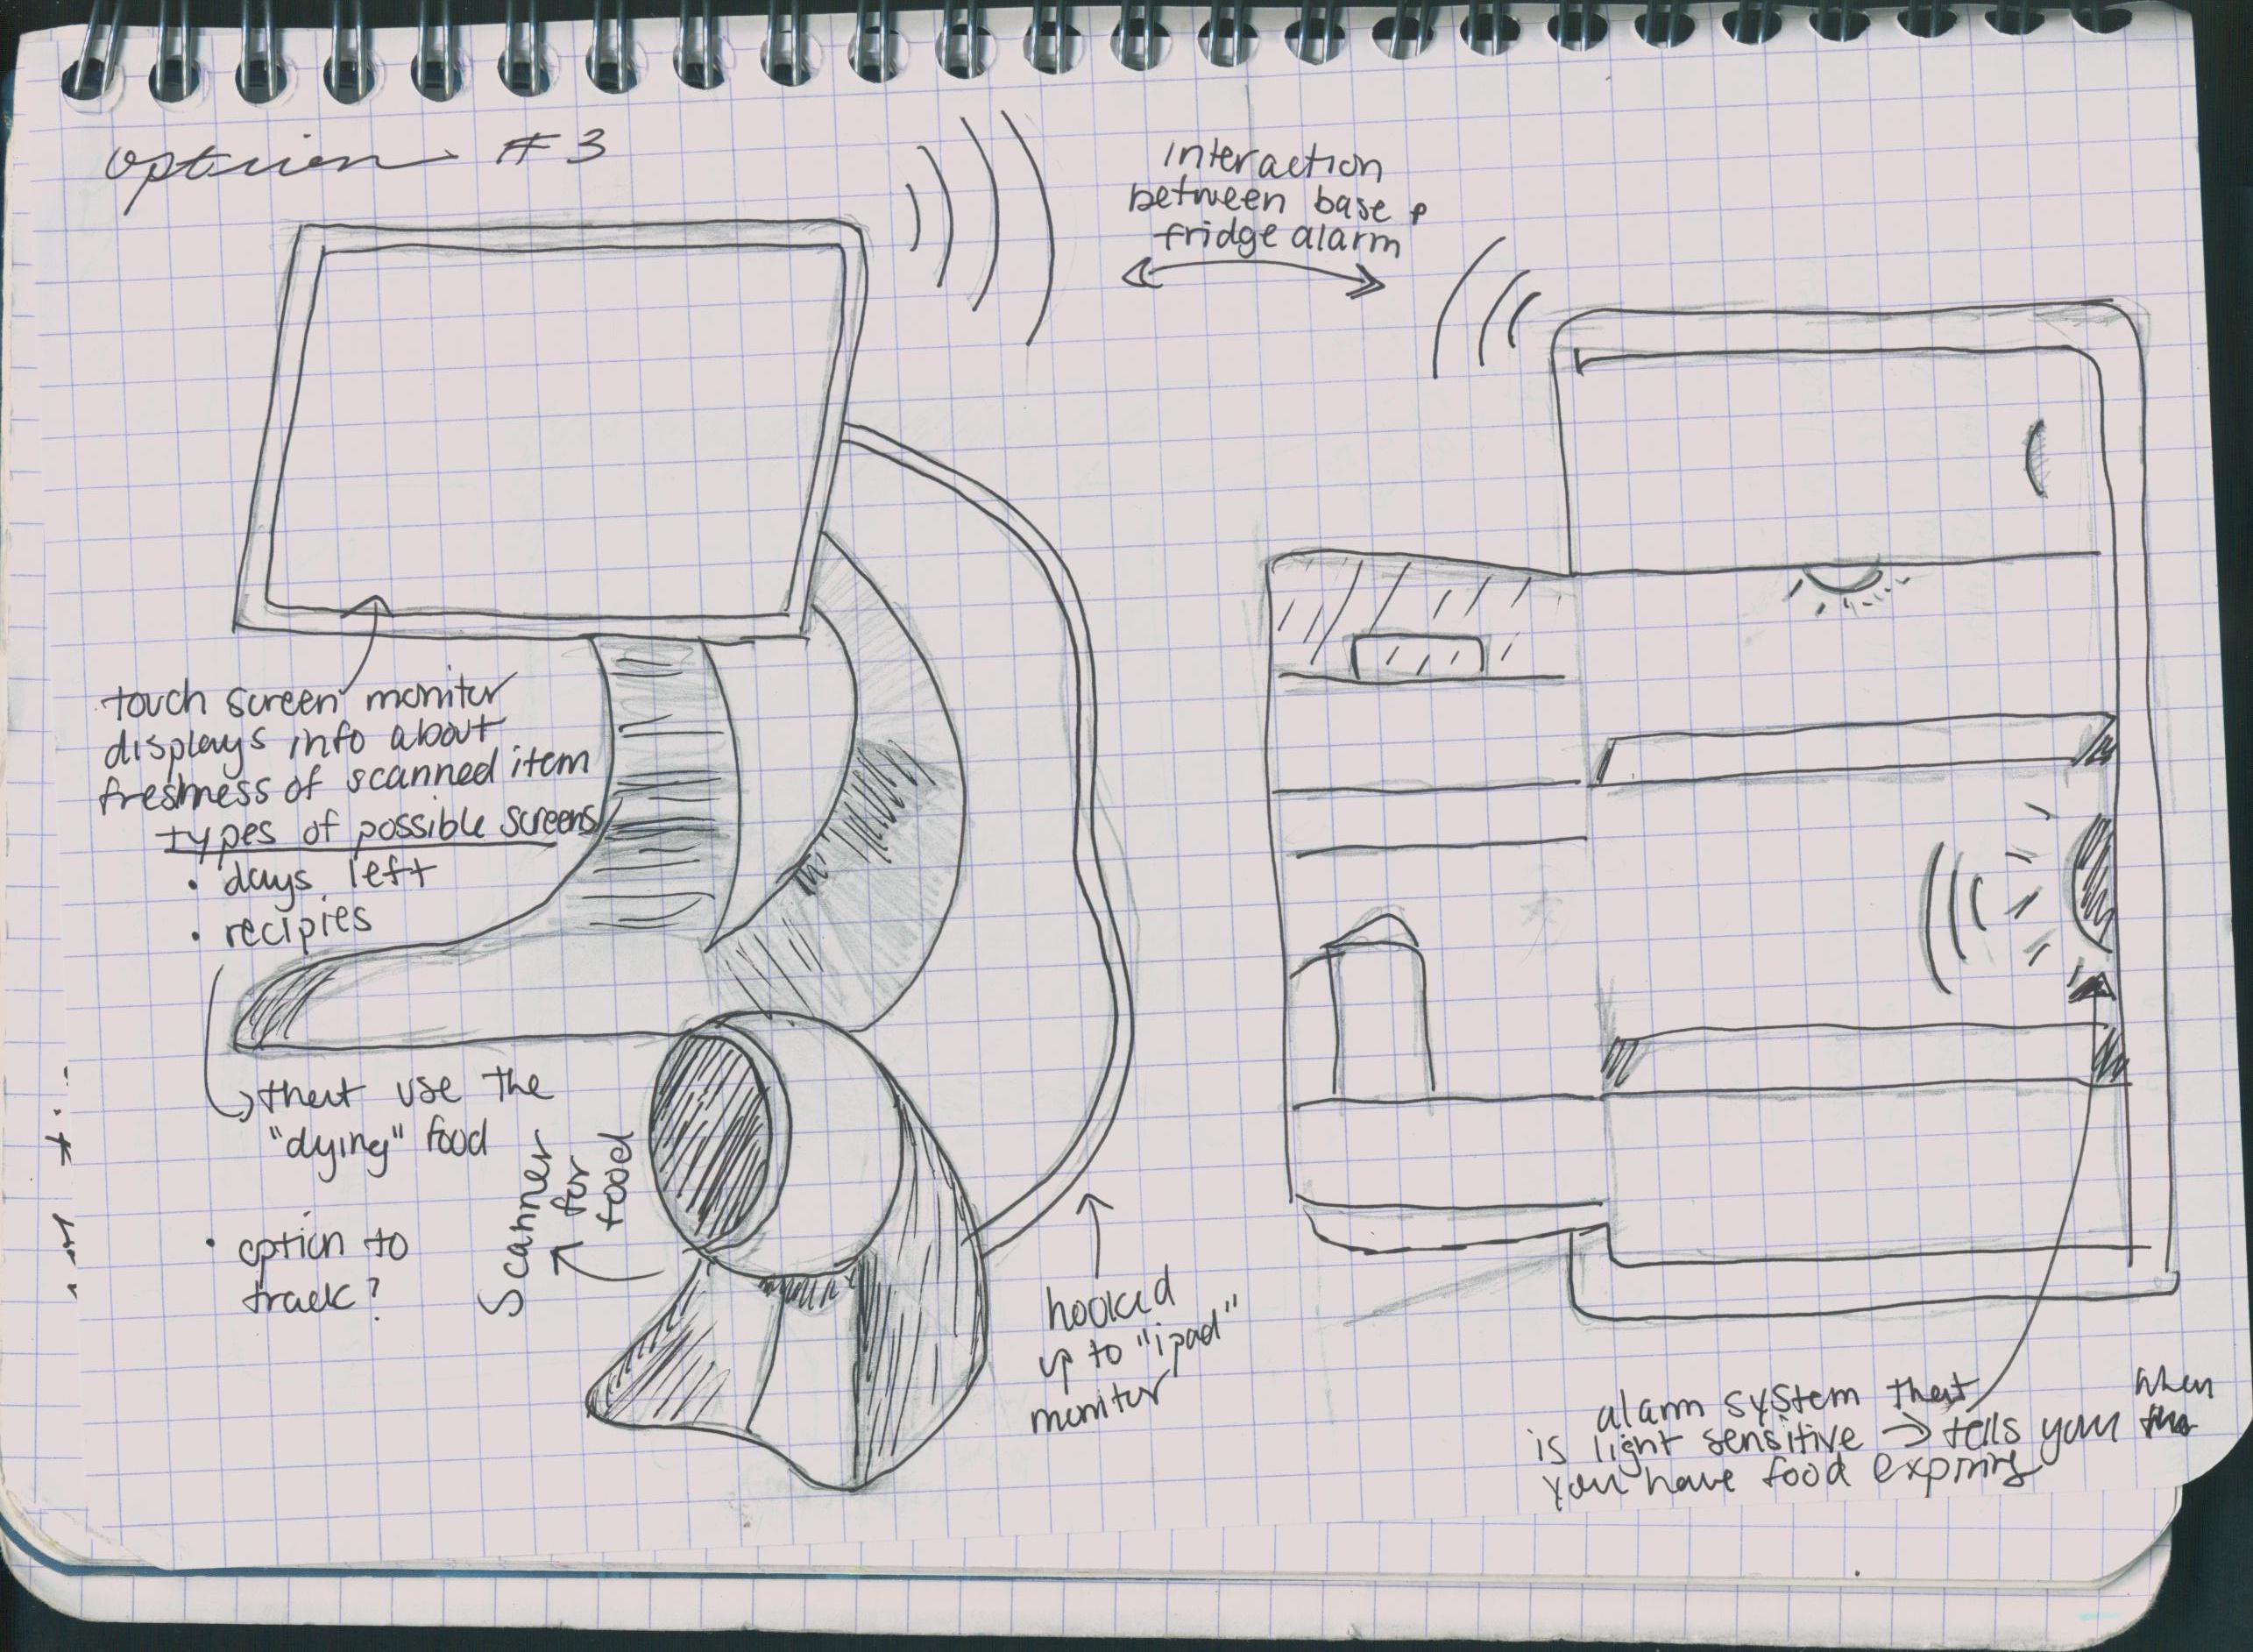 option #3
interaction
between base &
fridge alarm
touch screen monitor
displays info about
freshness of scanned item
types of possible screens
• days left
• recipies
that use the
"dying" food
• option to
track?
Scanner
for
food
hooked
up to "ipad"
monitor
alarm system that
is light sensitive → tells you when
you have food expiring